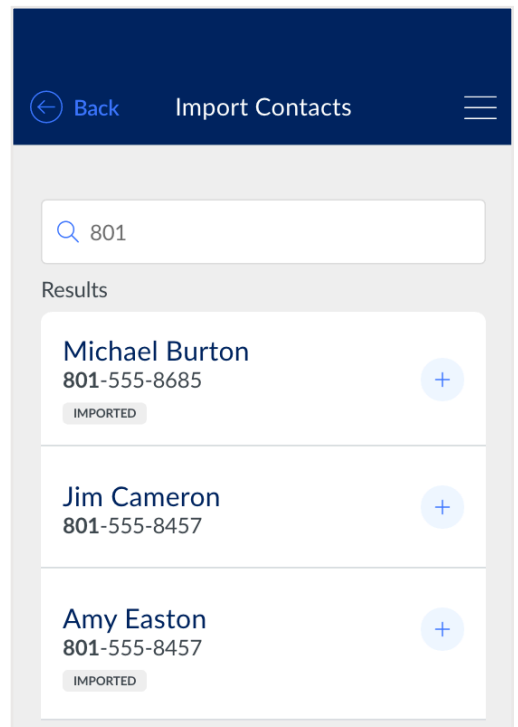 Back Import Contacts
801
Results
Michael Burton
801-555-8685
IMPORTED
Jim Cameron
801-555-8457
Amy Easton
801-555-8457
IMPORTED